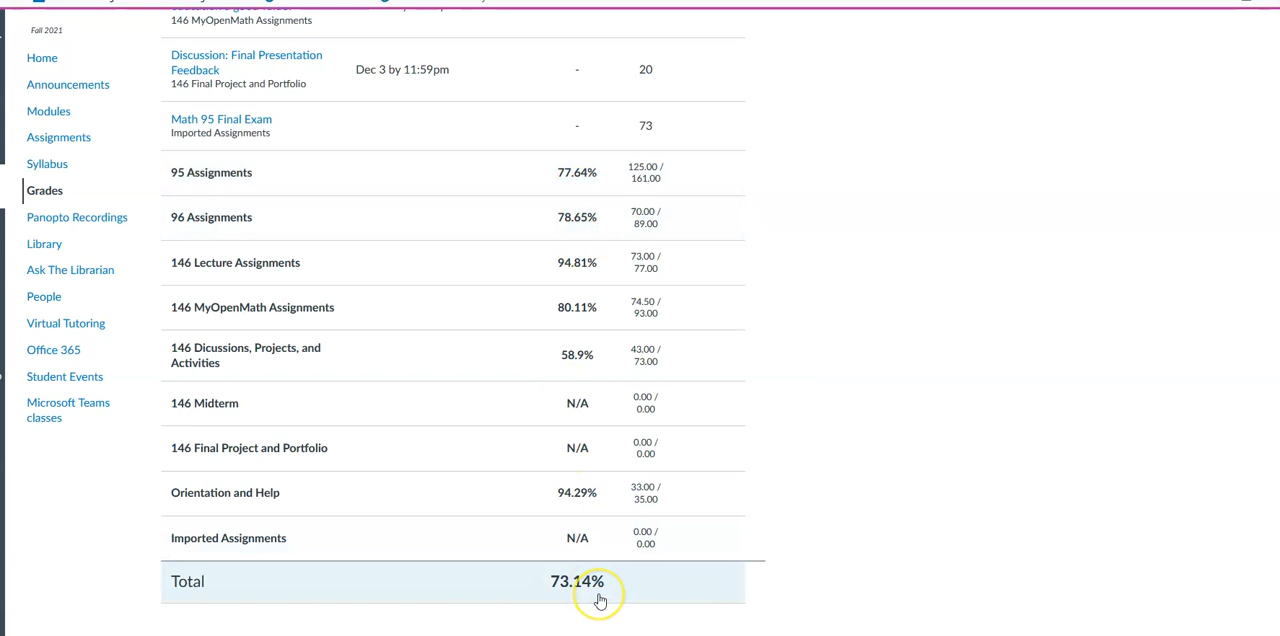 Fall 2021
Home
Announcements
Modules
Assignments
Syllabus
Grades
Panopto Recordings
Library
Ask The Librarian
People
Virtual Tutoring
Office 365
Student Events
Microsoft Teams
classes
146 MyOpenMath Assignments
Discussion: Final Presentation
Feedback
146 Final Project and Portfolio
Dec 3 by 11:59pm
-
20
Math 95 Final Exam
Imported Assignments
-
73
95 Assignments
77.64%
125.00 /
161.00
96 Assignments
78.65%
70.00 /
89.00
146 Lecture Assignments
94.81%
73.00 /
77.00
146 MyOpenMath Assignments
80.11%
74.50 /
93.00
146 Dicussions, Projects, and
Activities
58.9%
43.00 /
73.00
146 Midterm
N/A
0.00 /
0.00
146 Final Project and Portfolio
N/A
0.00 /
0.00
Orientation and Help
94.29%
33.00 /
35.00
Imported Assignments
N/A
0.00 /
0.00
Total
73.14%